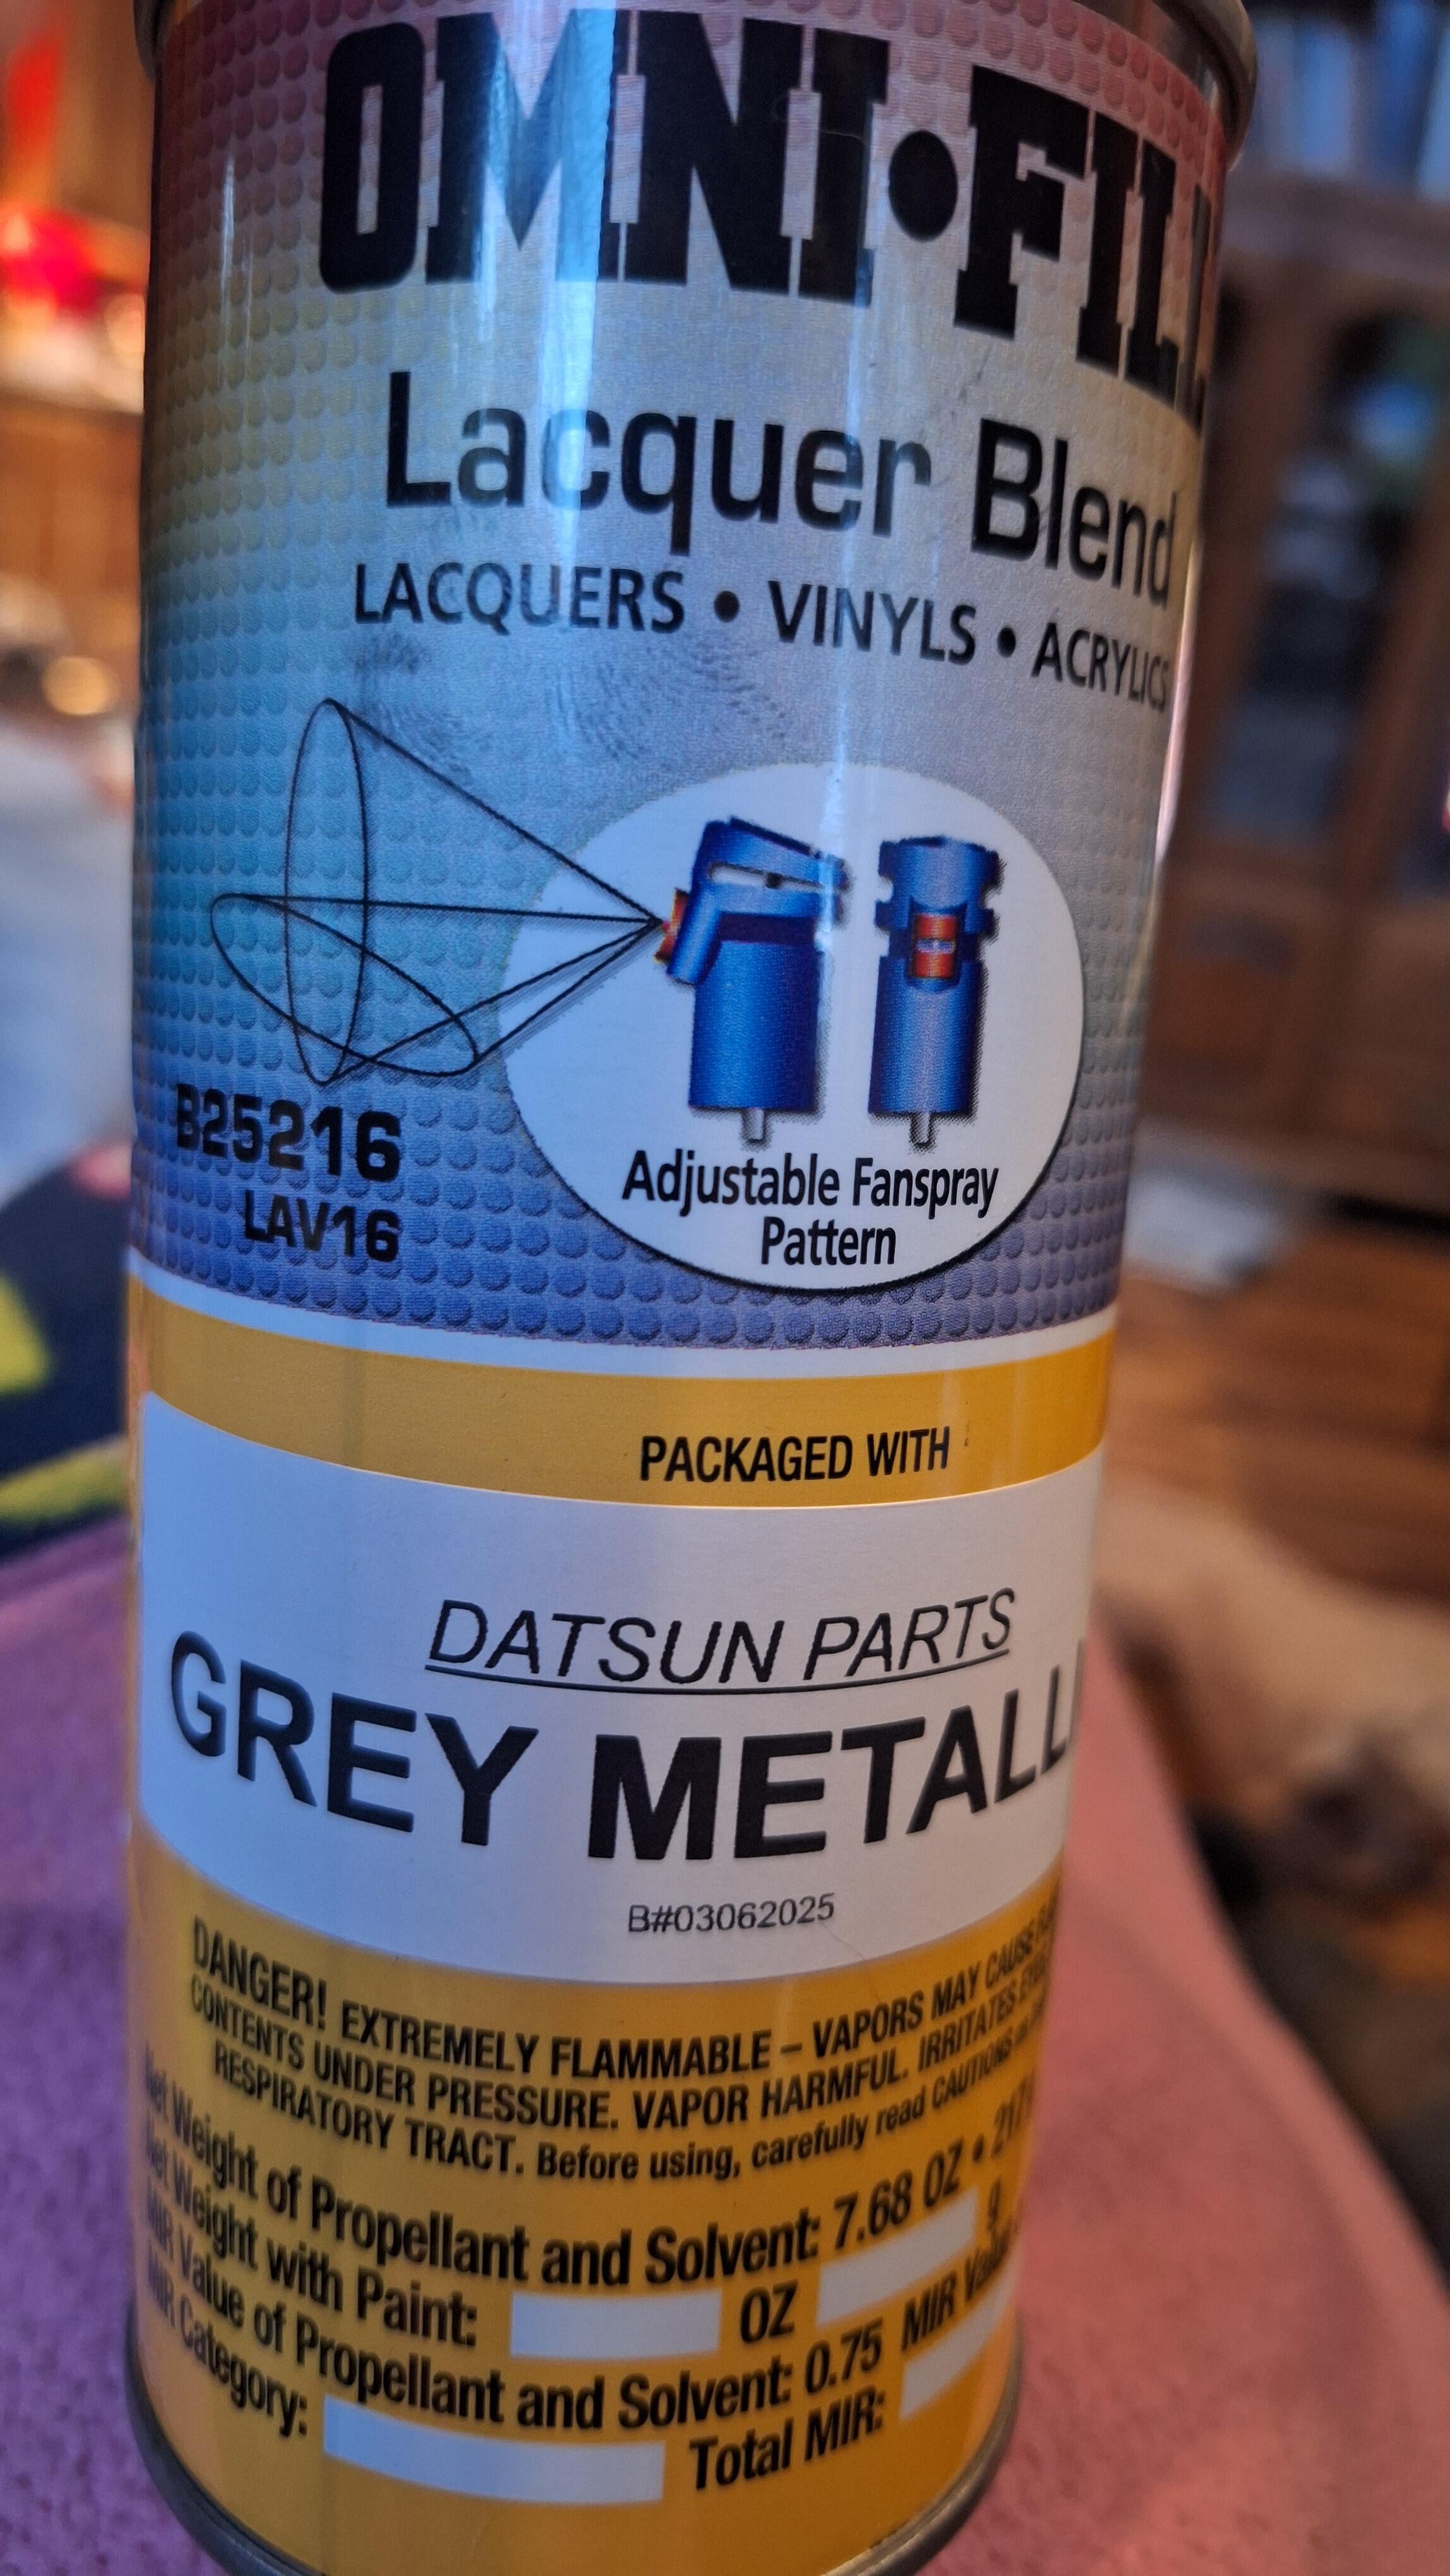 OMNI•FILL
Lacquer Blend
LACQUERS • VINYLS • ACRYLICS
B25216
LAV16
Adjustable Fanspray
Pattern
PACKAGED WITH
DATSUN PARTS
GREY METALLI
B#03062025
DANGER! EXTREMELY FLAMMABLE – VAPORS MAY CAUSE
CONTENTS UNDER PRESSURE. VAPOR HARMFUL. IRRITATES
RESPIRATORY TRACT. Before using, carefully read CAUTIONS
Net Weight of Propellant and Solvent: 7.68 OZ •
Net Weight with Paint: OZ g
MIR Value of Propellant and Solvent: 0.75 MIR
MIR Category: Total MIR: